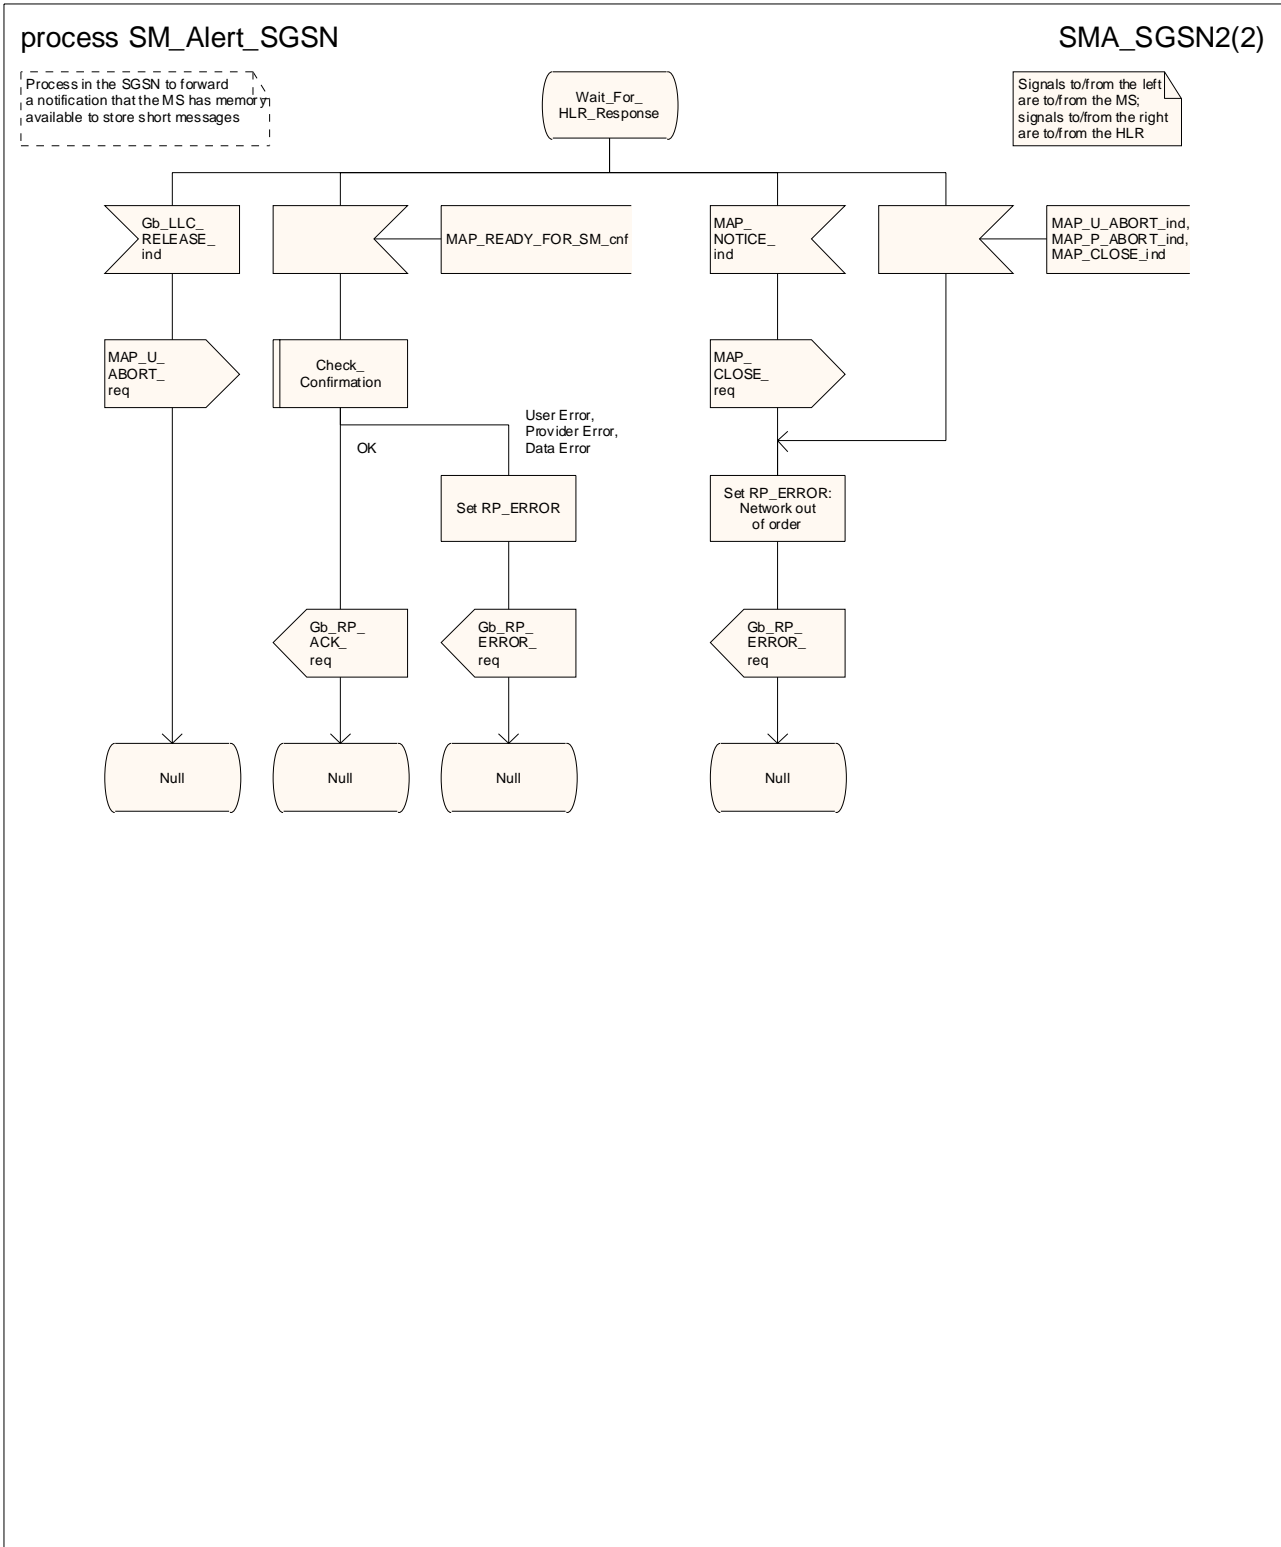 process SM_Alert_SGSN
SMA_SGSN2(2)
Process in the SGSN to forward
a notification that the MS has memory
available to store short messages
Wait_For_
HLR_Response
Signals to/from the left
are to/from the MS;
signals to/from the right
are to/from the HLR
Gb_LLC_
RELEASE_
ind
MAP_READY_FOR_SM_cnf
MAP_
NOTICE_
ind
MAP_U_ABORT_ind,
MAP_P_ABORT_ind,
MAP_CLOSE_ind
MAP_U_
ABORT_
req
Check_
Confirmation
MAP_
CLOSE_
req
OK
User Error,
Provider Error,
Data Error
Set RP_ERROR
Set RP_ERROR:
Network out
of order
Gb_RP_
ACK_
req
Gb_RP_
ERROR_
req
Gb_RP_
ERROR_
req
Null
Null
Null
Null